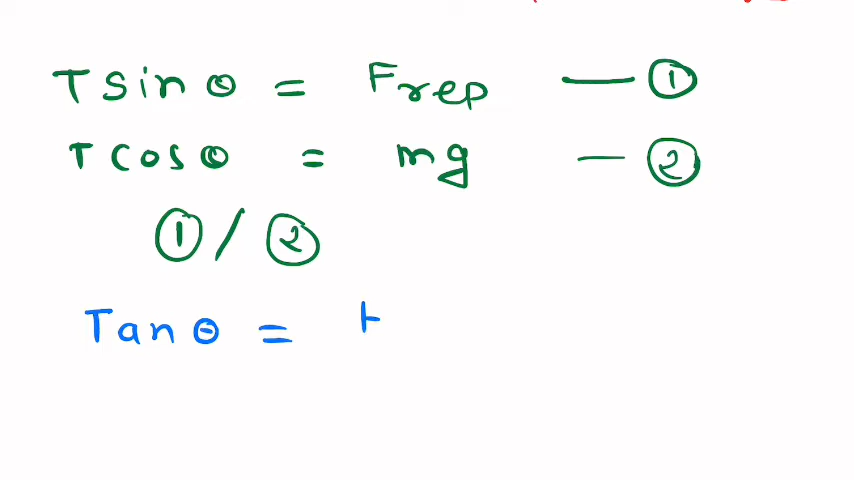 T sin θ = Frep — ①
T cos θ = mg — ②
① / ②
Tan θ =